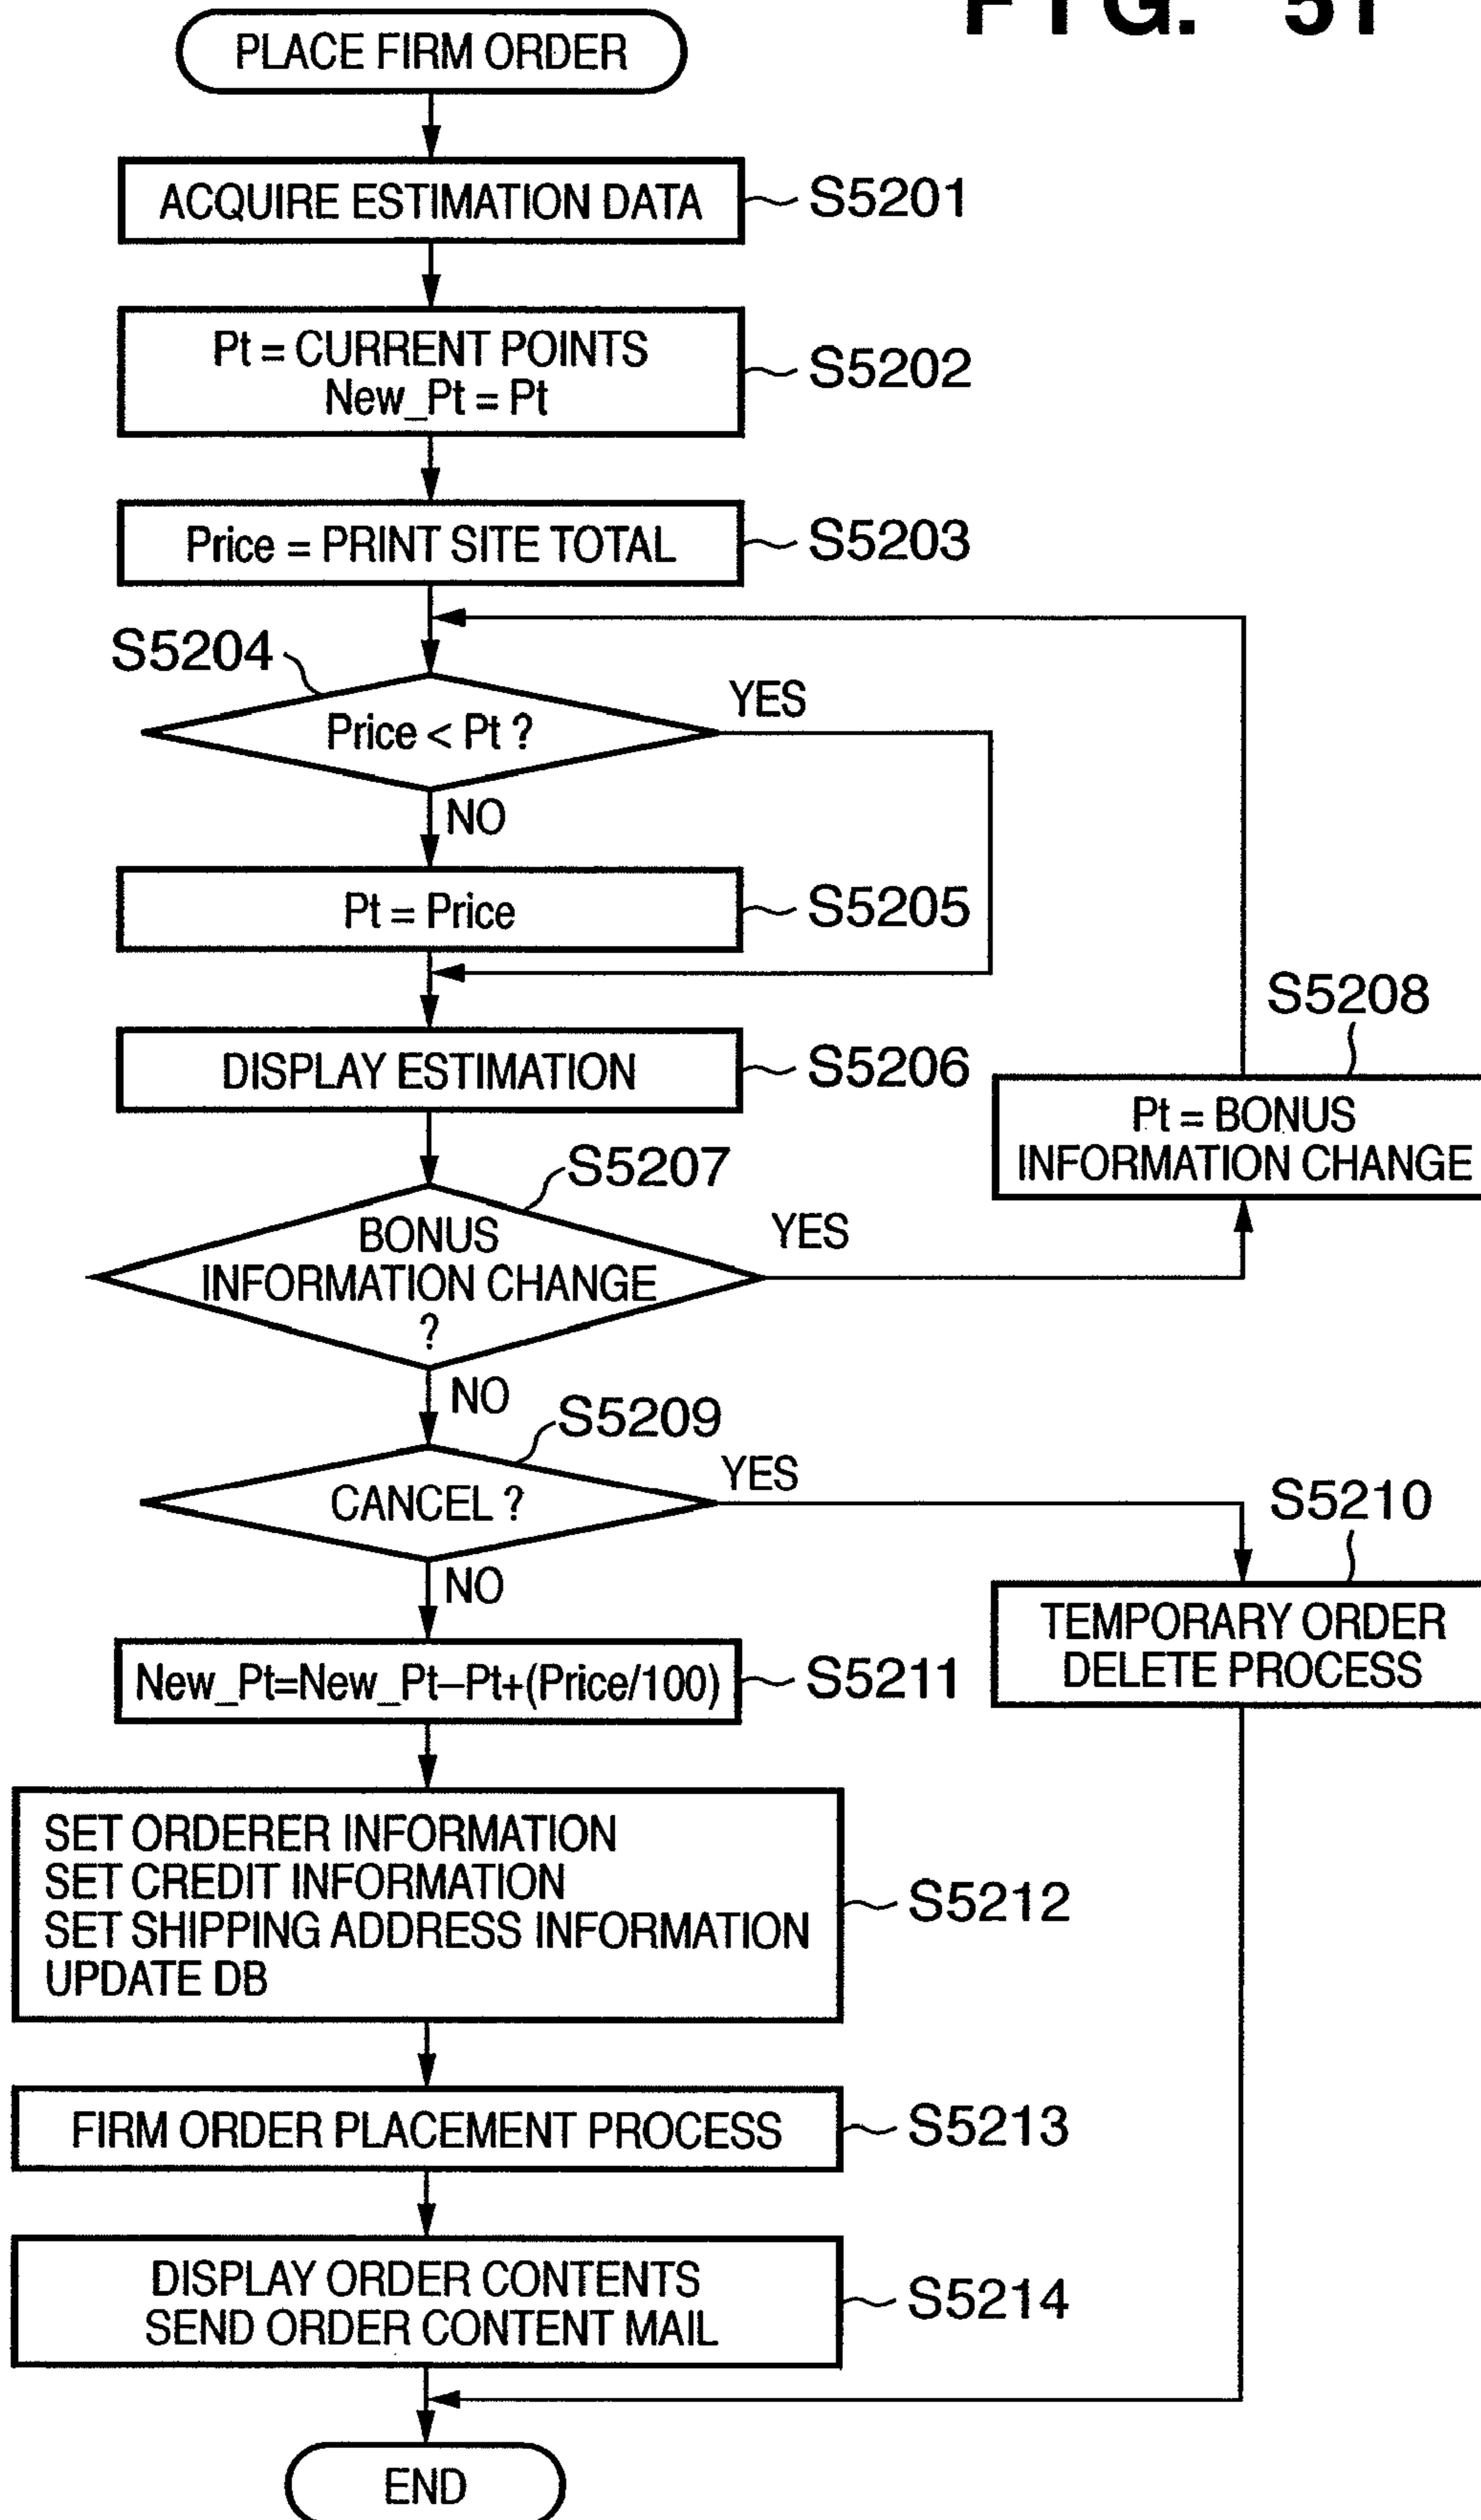 FIG. 51
PLACE FIRM ORDER
ACQUIRE ESTIMATION DATA
S5201
Pt = CURRENT POINTS
New_Pt = Pt
S5202
Price = PRINT SITE TOTAL
S5203
S5204
Price < Pt ?
YES
NO
Pt = Price
S5205
DISPLAY ESTIMATION
S5206
S5208
Pt = BONUS
INFORMATION CHANGE
S5207
BONUS
INFORMATION CHANGE
?
YES
NO
S5209
CANCEL ?
YES
NO
S5210
TEMPORARY ORDER
DELETE PROCESS
New_Pt=New_Pt–Pt+(Price/100)
S5211
SET ORDERER INFORMATION
SET CREDIT INFORMATION
SET SHIPPING ADDRESS INFORMATION
UPDATE DB
S5212
FIRM ORDER PLACEMENT PROCESS
S5213
DISPLAY ORDER CONTENTS
SEND ORDER CONTENT MAIL
S5214
END